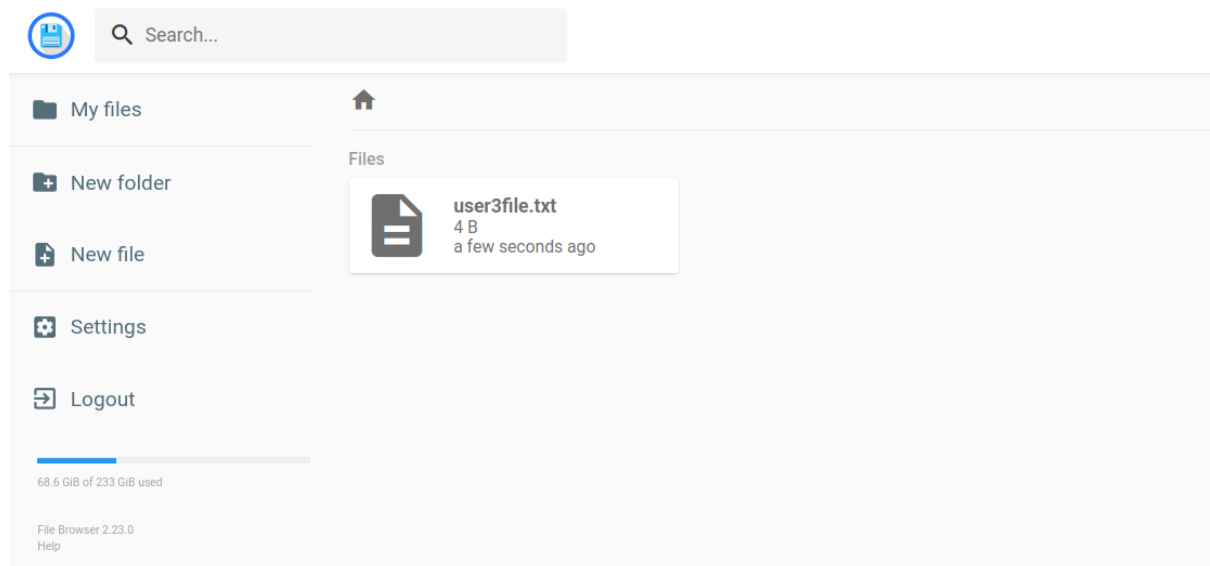 Search...
My files
New folder
New file
Settings
Logout
68.6 GiB of 233 GiB used
File Browser 2.23.0
Help
Files
user3file.txt
4 B
a few seconds ago